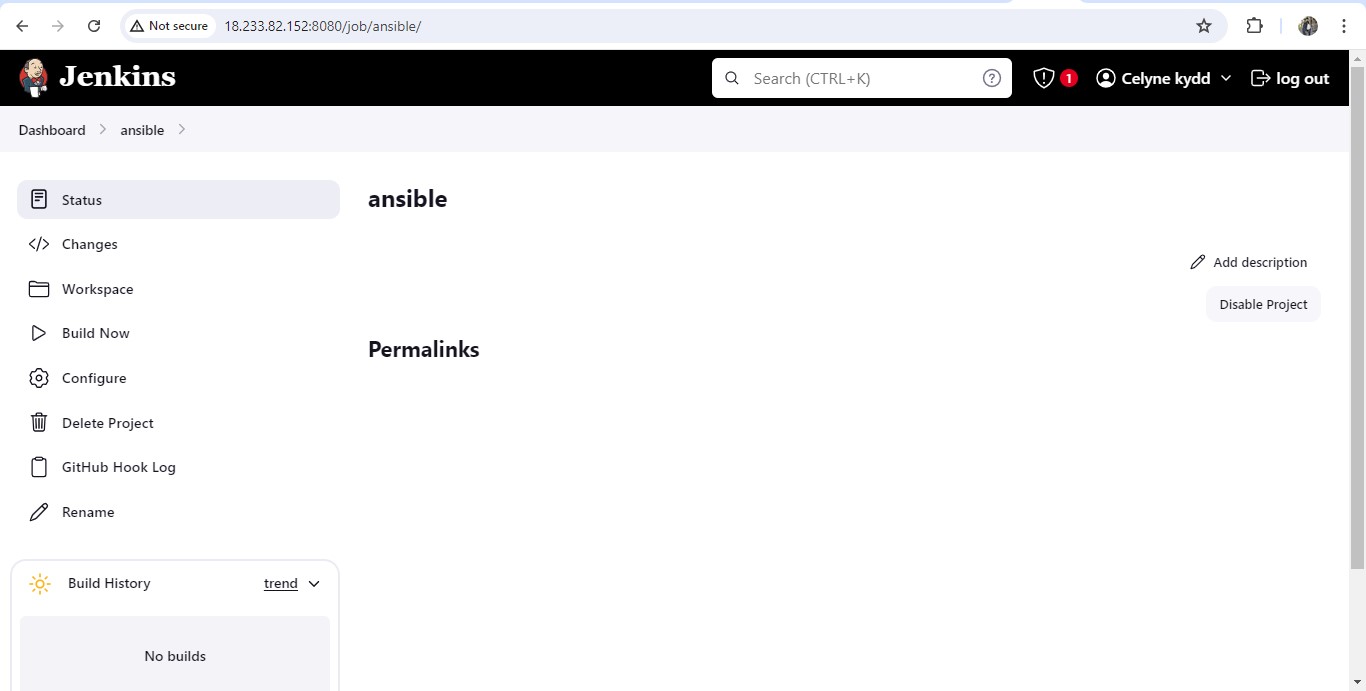 Not secure 18.233.82.152:8080/job/ansible/
Jenkins Search (CTRL+K) ? 1 Celyne kydd log out
Dashboard ansible
Status
Changes
Workspace
Build Now
Configure
Delete Project
GitHub Hook Log
Rename
Build History trend
No builds
ansible
Add description
Disable Project
Permalinks